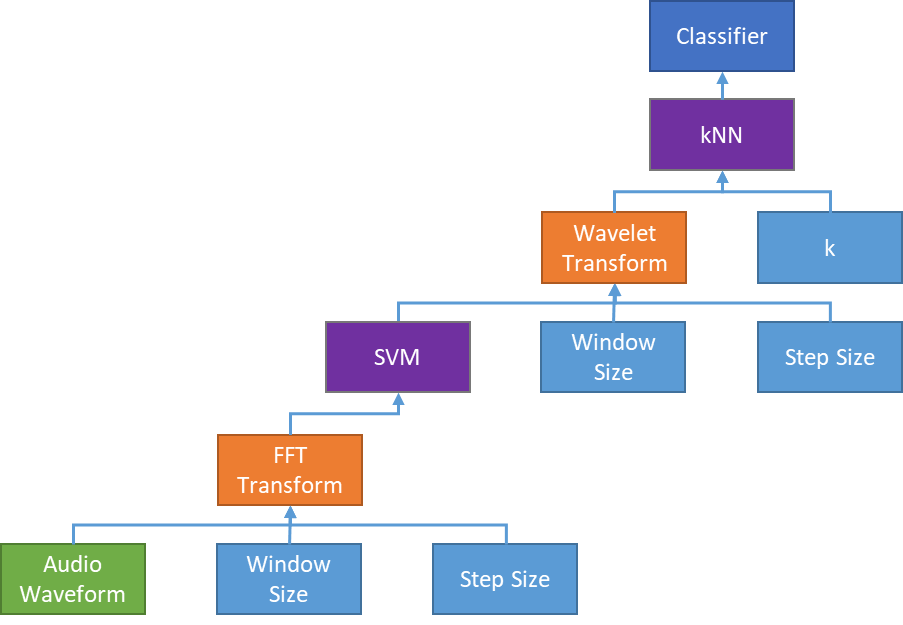 Classifier
kNN
Wavelet
Transform
k
SVM
Window
Size
Step Size
FFT
Transform
Audio
Waveform
Window
Size
Step Size